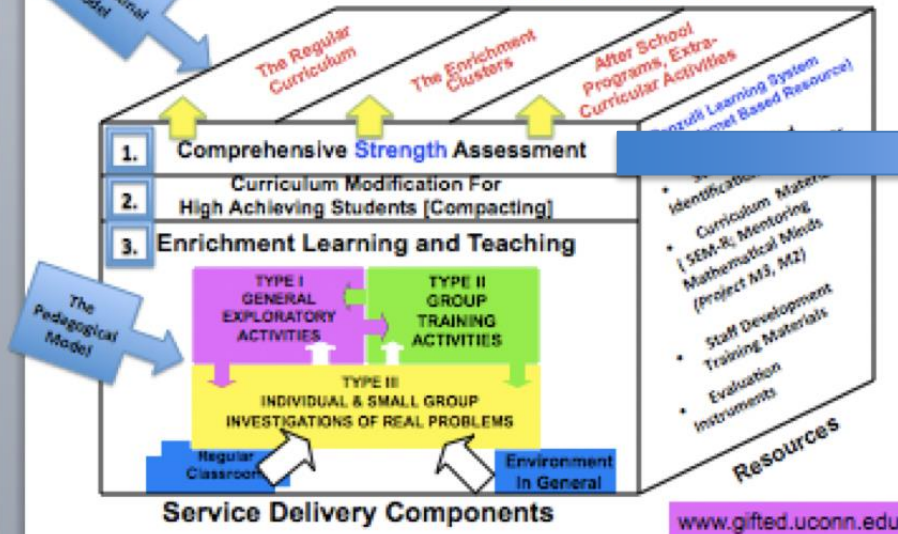 Model
The Regular
Curriculum
The Enrichment
Clusters
After School
Programs, Extra-
Curricular Activities
Learning System
Based Resource)
1. Comprehensive Strength Assessment
2. Curriculum Modification For
High Achieving Students [Compacting]
3. Enrichment Learning and Teaching
TYPE I
GENERAL
EXPLORATORY
ACTIVITIES
TYPE II
GROUP
TRAINING
ACTIVITIES
TYPE III
INDIVIDUAL & SMALL GROUP
INVESTIGATIONS OF REAL PROBLEMS
Regular
Classroom
Environment
In General
The
Pedagogical
Model
• Curriculum
( SEM-R; Mentoring
Mathematical Minds
(Project M3, M2)
• Staff Development
Training Materials
• Evaluation
Instruments
Resources
Service Delivery Components
www.gifted.uconn.edu